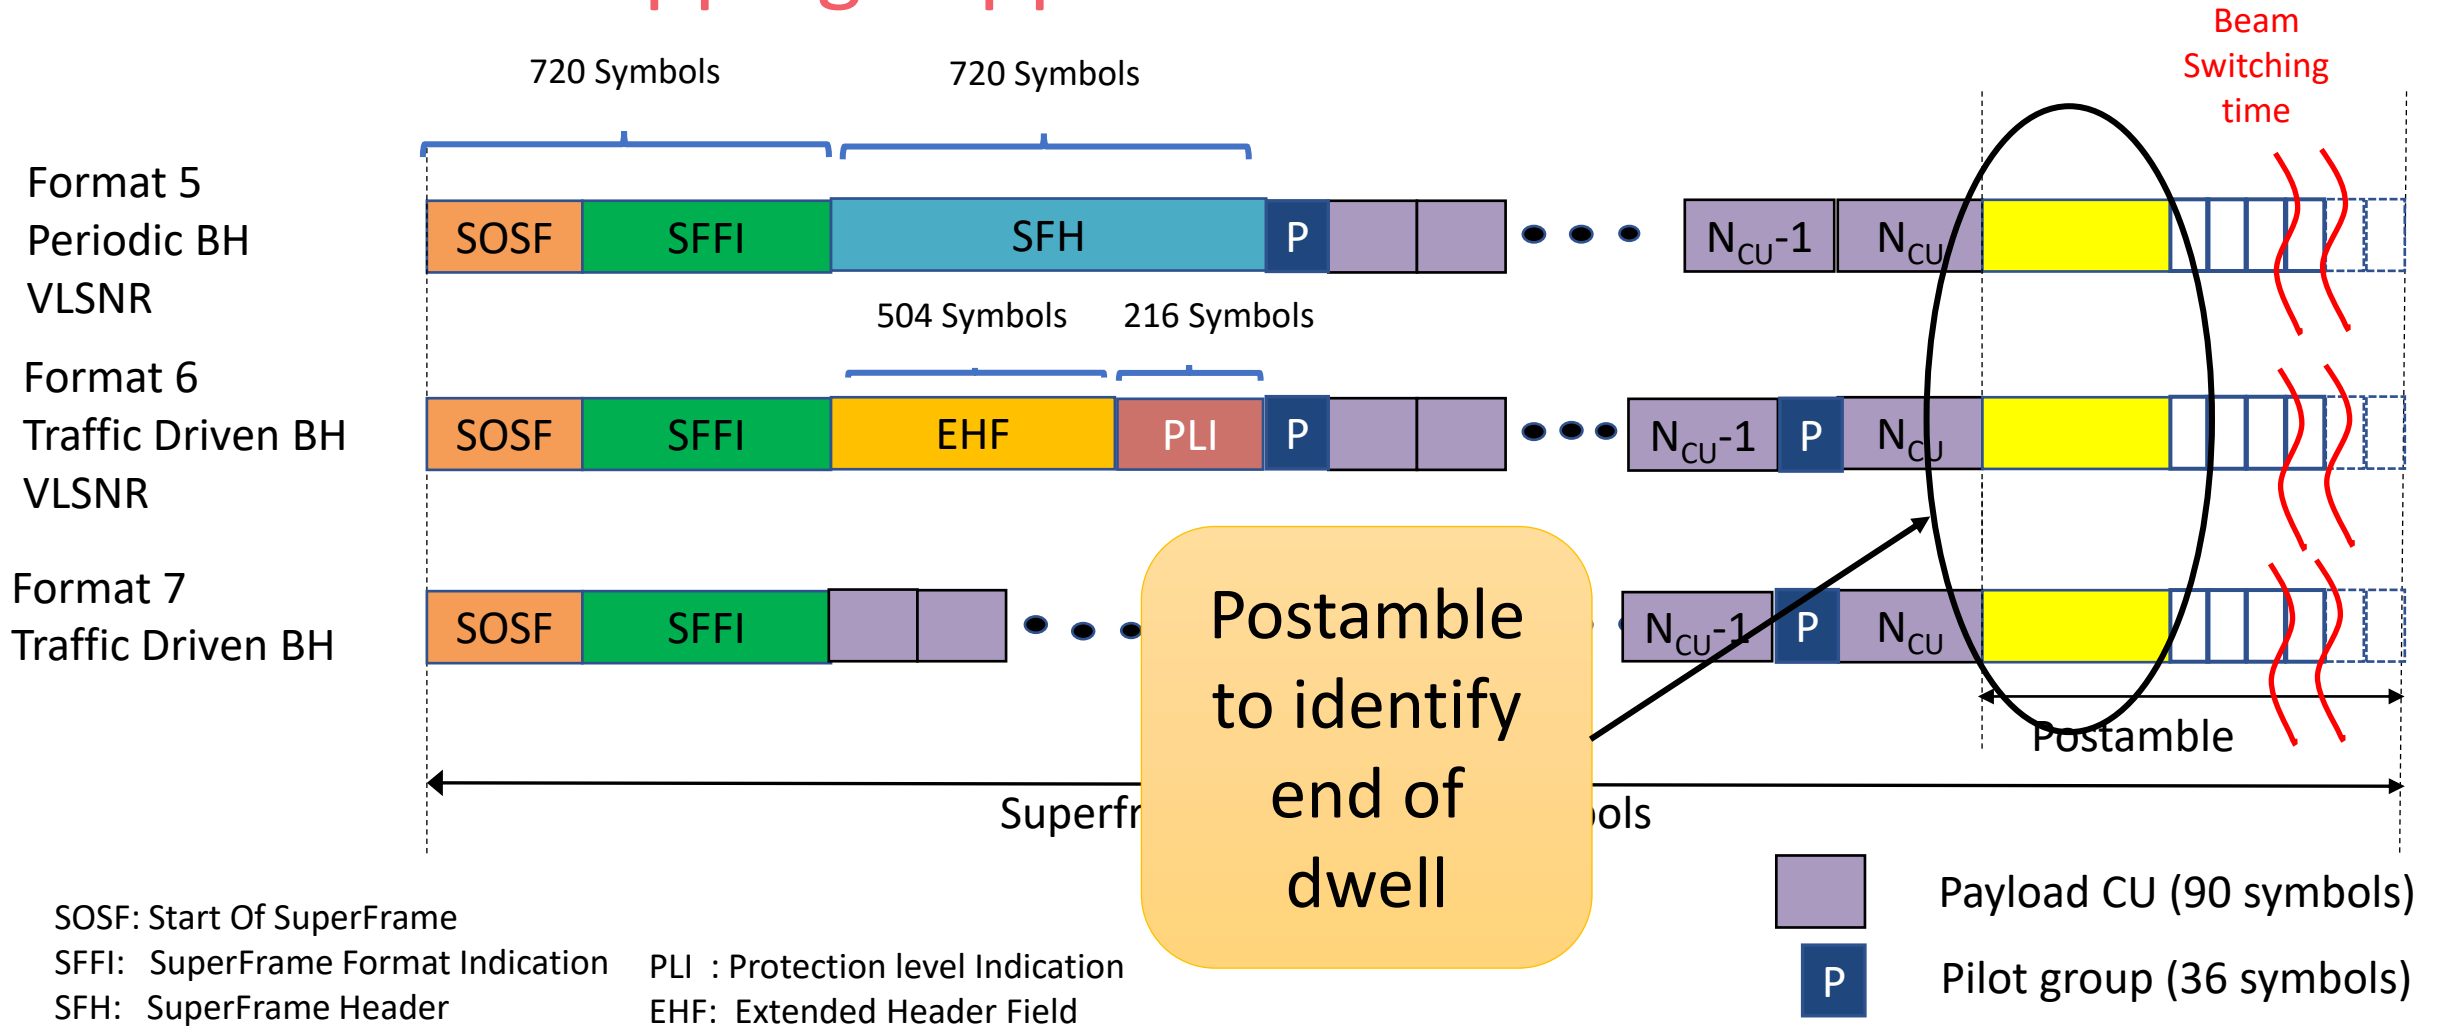 Beam
Switching
time
720 Symbols
720 Symbols
Format 5
Periodic BH
VLSNR
SOSF
SFFI
SFH
P
N_CU-1
N_CU
504 Symbols
216 Symbols
Format 6
Traffic Driven BH
VLSNR
SOSF
SFFI
EHF
PLI
P
N_CU-1
P
N_CU
Format 7
Traffic Driven BH
SOSF
SFFI
N_CU-1
P
N_CU
Postamble
to identify
end of
dwell
Postamble
Payload CU (90 symbols)
P
Pilot group (36 symbols)
SOSF: Start Of SuperFrame
SFFI: SuperFrame Format Indication
SFH: SuperFrame Header
PLI : Protection level Indication
EHF: Extended Header Field